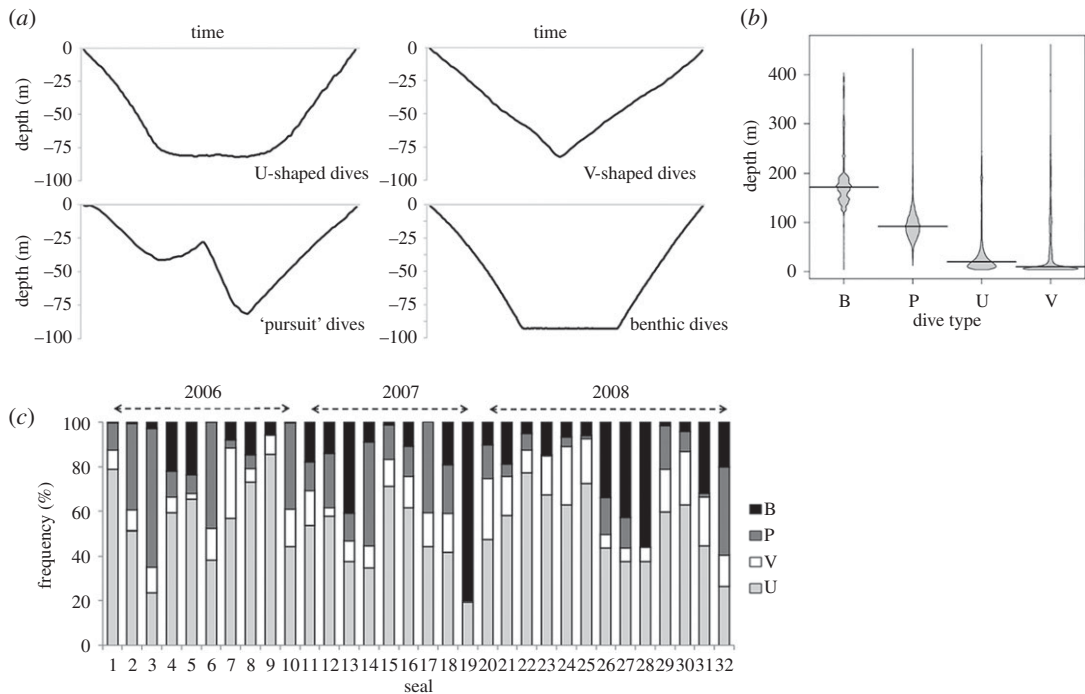 (a)
time
time
0
−25
−50
−75
−100
depth (m)
U-shaped dives
0
−25
−50
−75
−100
depth (m)
V-shaped dives
0
−25
−50
−75
−100
depth (m)
'pursuit' dives
0
−25
−50
−75
−100
benthic dives
(b)
400
300
200
100
0
depth (m)
B P U V
dive type
(c)
2006 2007 2008
100
80
60
40
20
0
frequency (%)
1 2 3 4 5 6 7 8 9 10 11 12 13 14 15 16 17 18 19 20 21 22 23 24 25 26 27 28 29 30 31 32
seal
B
P
V
U